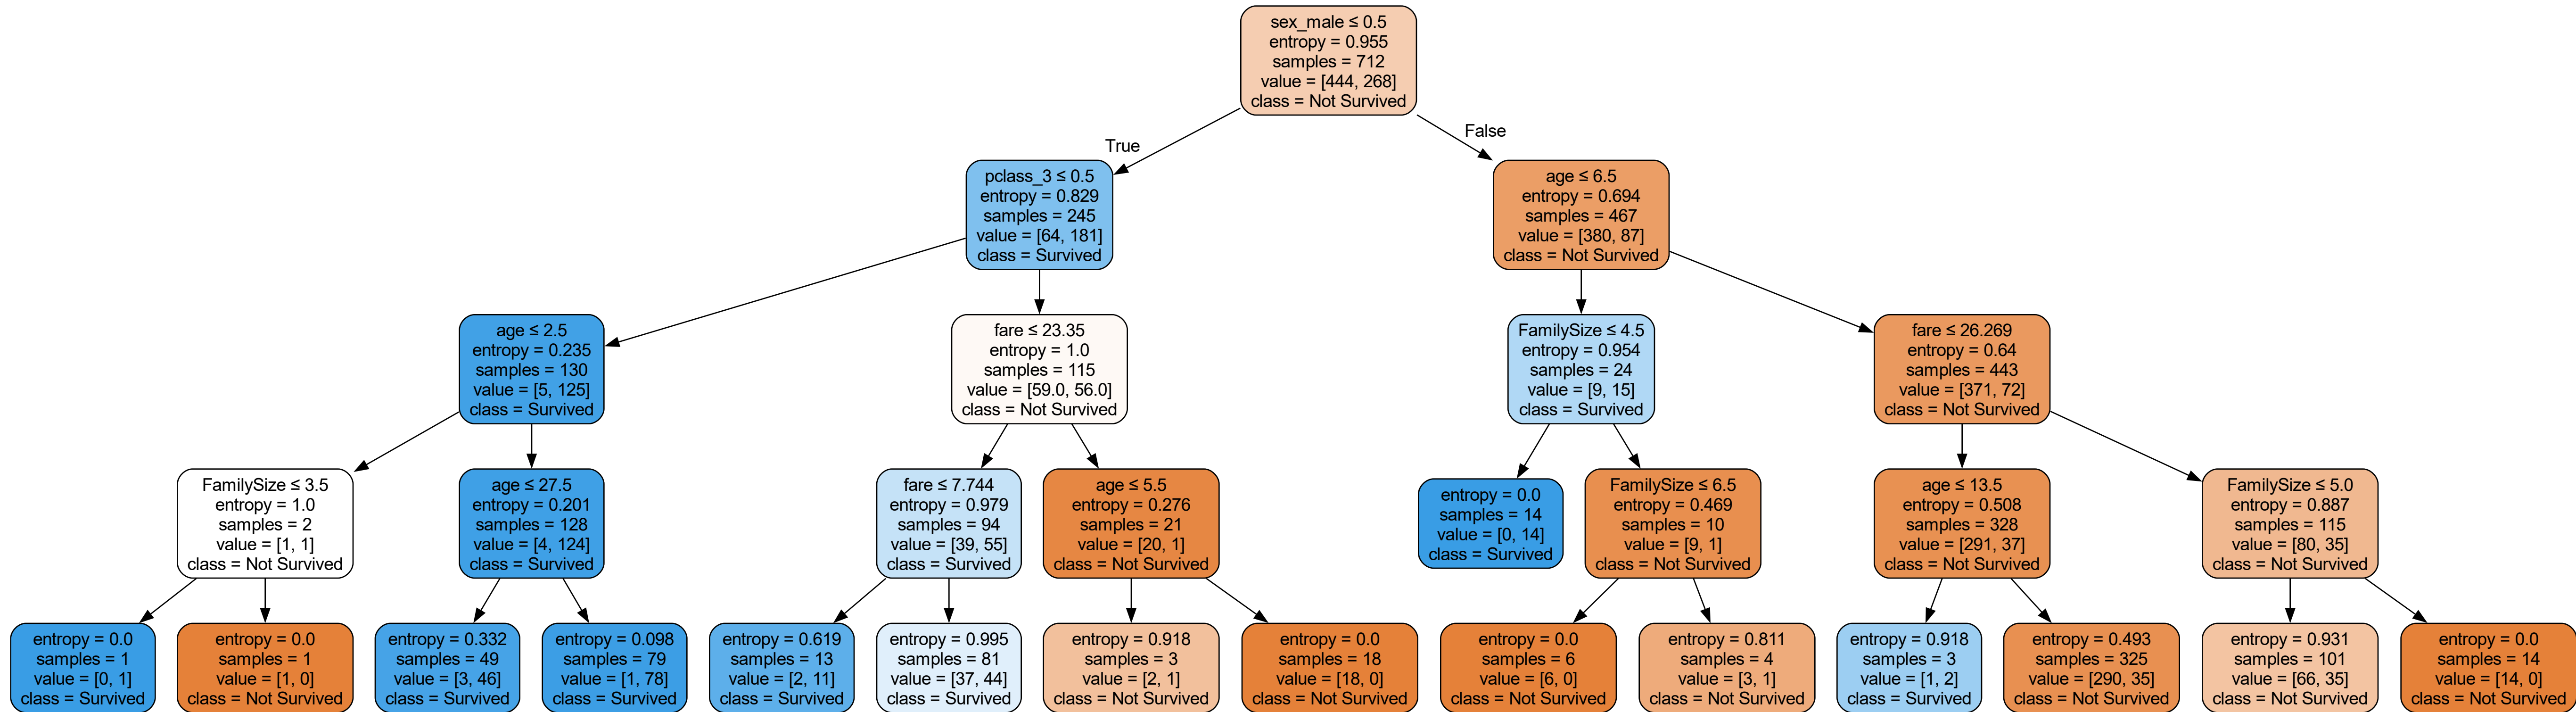 sex_male ≤ 0.5
entropy = 0.955
samples = 712
value = [444, 268]
class = Not Survived
True
False
pclass_3 ≤ 0.5
entropy = 0.829
samples = 245
value = [64, 181]
class = Survived
age ≤ 6.5
entropy = 0.694
samples = 467
value = [380, 87]
class = Not Survived
age ≤ 2.5
entropy = 0.235
samples = 130
value = [5, 125]
class = Survived
fare ≤ 23.35
entropy = 1.0
samples = 115
value = [59.0, 56.0]
class = Not Survived
FamilySize ≤ 4.5
entropy = 0.954
samples = 24
value = [9, 15]
class = Survived
fare ≤ 26.269
entropy = 0.64
samples = 443
value = [371, 72]
class = Not Survived
FamilySize ≤ 3.5
entropy = 1.0
samples = 2
value = [1, 1]
class = Not Survived
age ≤ 27.5
entropy = 0.201
samples = 128
value = [4, 124]
class = Survived
fare ≤ 7.744
entropy = 0.979
samples = 94
value = [39, 55]
class = Survived
age ≤ 5.5
entropy = 0.276
samples = 21
value = [20, 1]
class = Not Survived
entropy = 0.0
samples = 14
value = [0, 14]
class = Survived
FamilySize ≤ 6.5
entropy = 0.469
samples = 10
value = [9, 1]
class = Not Survived
age ≤ 13.5
entropy = 0.508
samples = 328
value = [291, 37]
class = Not Survived
FamilySize ≤ 5.0
entropy = 0.887
samples = 115
value = [80, 35]
class = Not Survived
entropy = 0.0
samples = 1
value = [0, 1]
class = Survived
entropy = 0.0
samples = 1
value = [1, 0]
class = Not Survived
entropy = 0.332
samples = 49
value = [3, 46]
class = Survived
entropy = 0.098
samples = 79
value = [1, 78]
class = Survived
entropy = 0.619
samples = 13
value = [2, 11]
class = Survived
entropy = 0.995
samples = 81
value = [37, 44]
class = Survived
entropy = 0.918
samples = 3
value = [2, 1]
class = Not Survived
entropy = 0.0
samples = 18
value = [18, 0]
class = Not Survived
entropy = 0.0
samples = 6
value = [6, 0]
class = Not Survived
entropy = 0.811
samples = 4
value = [3, 1]
class = Not Survived
entropy = 0.918
samples = 3
value = [1, 2]
class = Survived
entropy = 0.493
samples = 325
value = [290, 35]
class = Not Survived
entropy = 0.931
samples = 101
value = [66, 35]
class = Not Survived
entropy = 0.0
samples = 14
value = [14, 0]
class = Not Survived